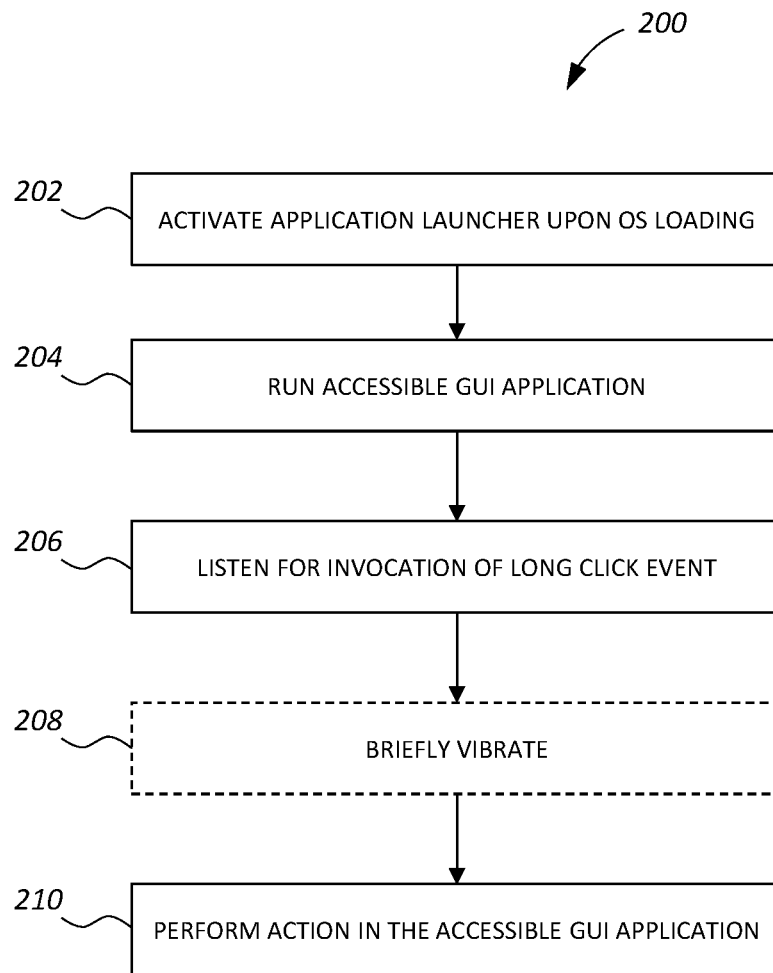 200
202
ACTIVATE APPLICATION LAUNCHER UPON OS LOADING
204
RUN ACCESSIBLE GUI APPLICATION
206
LISTEN FOR INVOCATION OF LONG CLICK EVENT
208
BRIEFLY VIBRATE
210
PERFORM ACTION IN THE ACCESSIBLE GUI APPLICATION